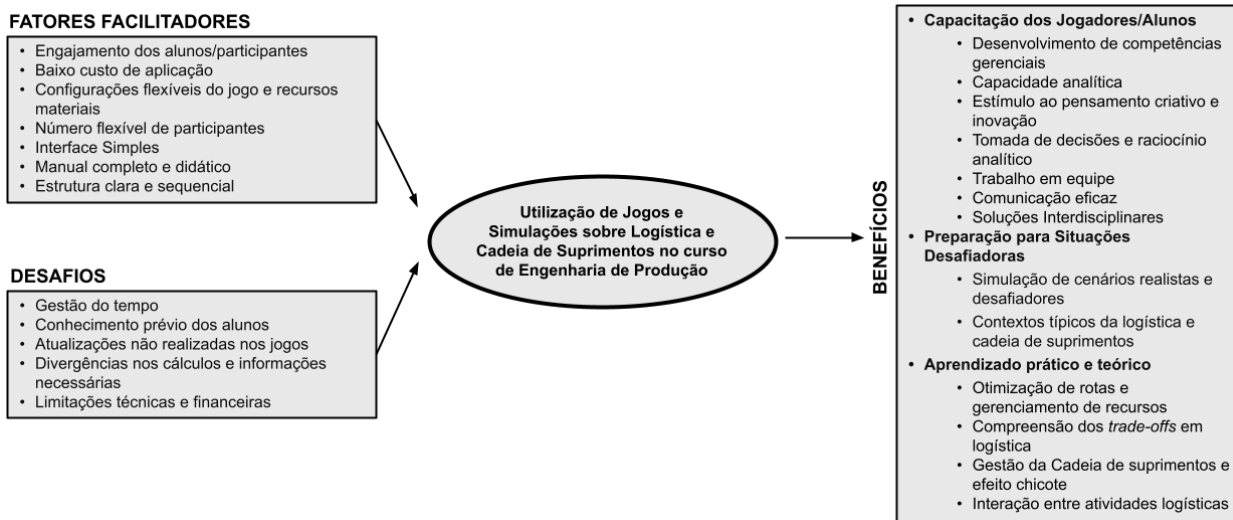 FATORES FACILITADORES
• Engajamento dos alunos/participantes
• Baixo custo de aplicação
• Configurações flexíveis do jogo e recursos
materiais
• Número flexível de participantes
• Interface Simples
• Manual completo e didático
• Estrutura clara e sequencial
DESAFIOS
• Gestão do tempo
• Conhecimento prévio dos alunos
• Atualizações não realizadas nos jogos
• Divergências nos cálculos e informações
necessárias
• Limitações técnicas e financeiras
Utilização de Jogos e
Simulações sobre Logística e
Cadeia de Suprimentos no curso
de Engenharia de Produção
BENEFÍCIOS
• Capacitação dos Jogadores/Alunos
• Desenvolvimento de competências
gerenciais
• Capacidade analítica
• Estímulo ao pensamento criativo e
inovação
• Tomada de decisões e raciocínio
analítico
• Trabalho em equipe
• Comunicação eficaz
• Soluções Interdisciplinares
• Preparação para Situações
Desafiadoras
• Simulação de cenários realistas e
desafiadores
• Contextos típicos da logística e
cadeia de suprimentos
• Aprendizado prático e teórico
• Otimização de rotas e
gerenciamento de recursos
• Compreensão dos trade-offs em
logística
• Gestão da Cadeia de suprimentos e
efeito chicote
• Interação entre atividades logísticas